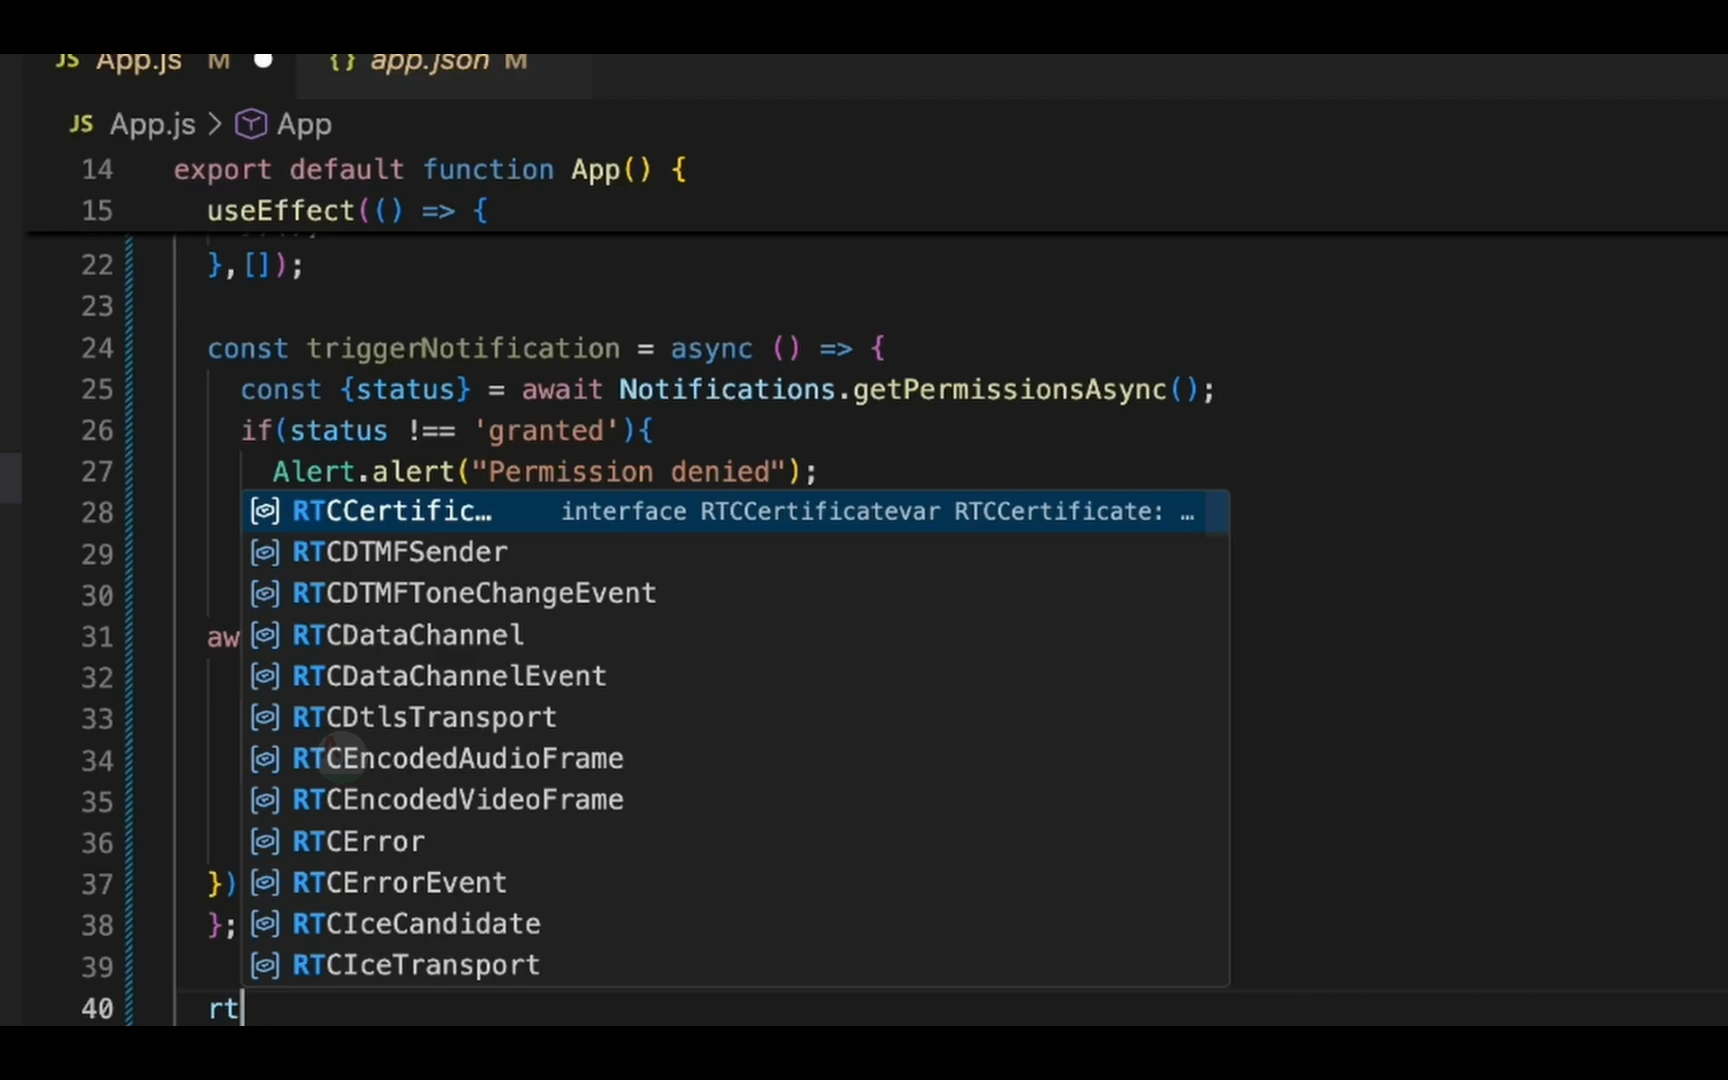 JS App.js M {} app.json M
JS App.js > App
14 export default function App() {
15 useEffect(() => {
22 },[]);
23
24 const triggerNotification = async () => {
25 const {status} = await Notifications.getPermissionsAsync();
26 if(status !== 'granted'){
27 Alert.alert("Permission denied");
28 RTCCertific… interface RTCCertificatevar RTCCertificate: …
29 RTCDTMFSender
30 RTCDTMFToneChangeEvent
31 aw RTCDataChannel
32 RTCDataChannelEvent
33 RTCDtlsTransport
34 RTCEncodedAudioFrame
35 RTCEncodedVideoFrame
36 RTCError
37 }) RTCErrorEvent
38 }; RTCIceCandidate
39 RTCIceTransport
40 rt